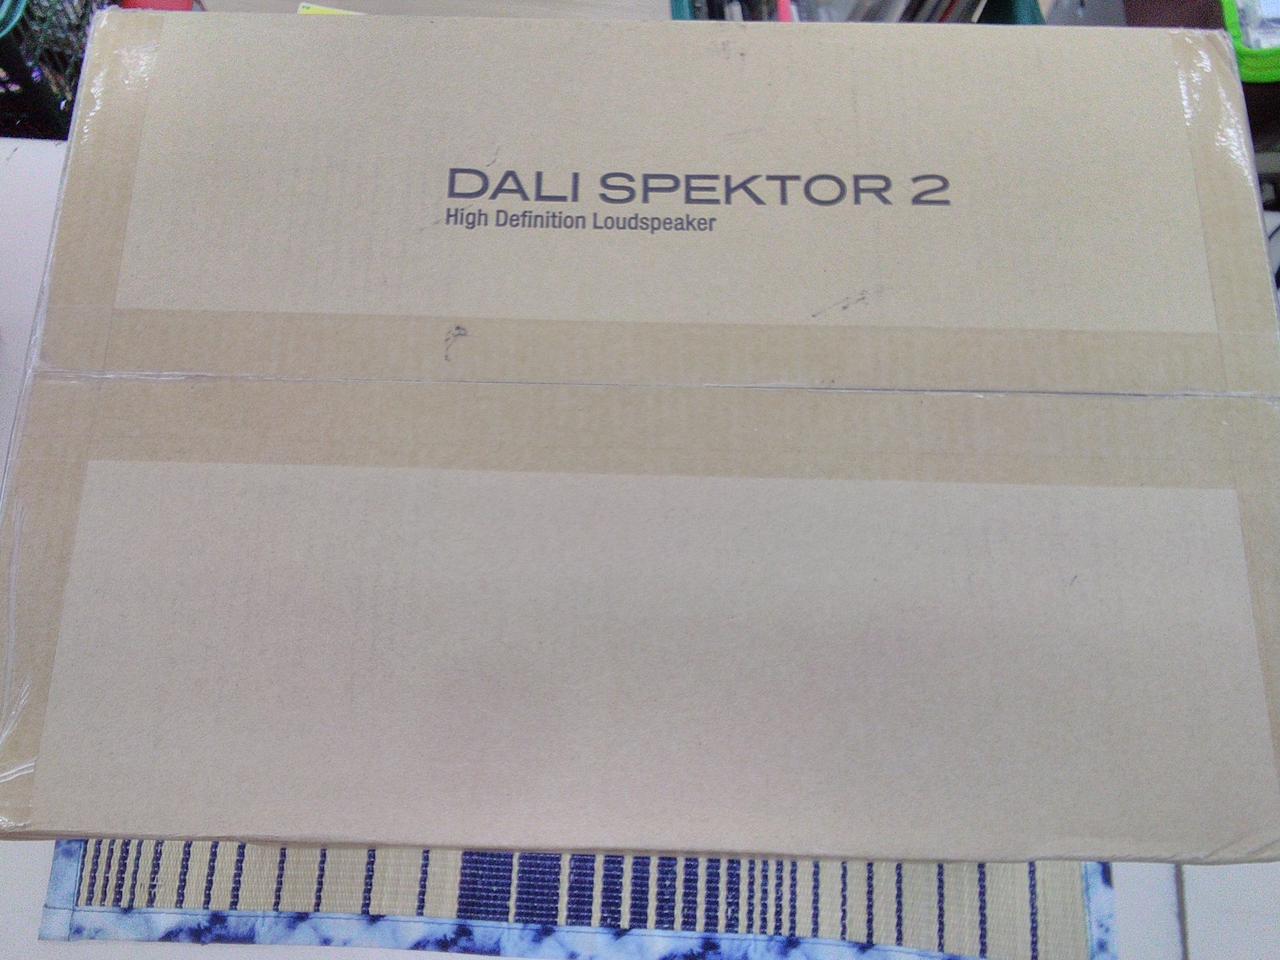 DALI SPEKTOR 2
High Definition Loudspeaker